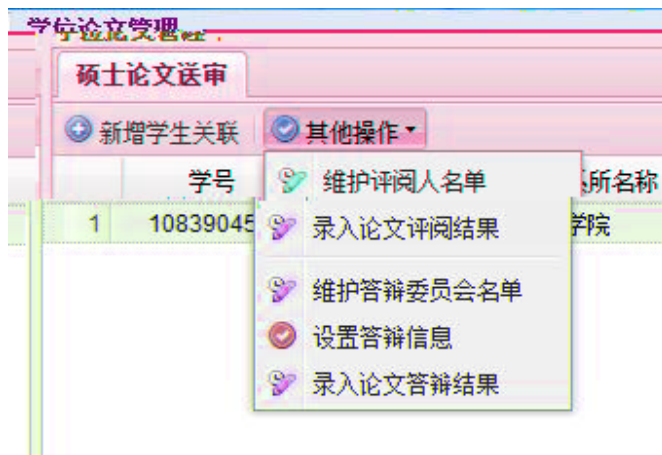 学位论文管理
硕士论文送审
新增学生关联 其他操作
学号 所名称
1 10839045 学院
维护评阅人名单
录入论文评阅结果
维护答辩委员会名单
设置答辩信息
录入论文答辩结果